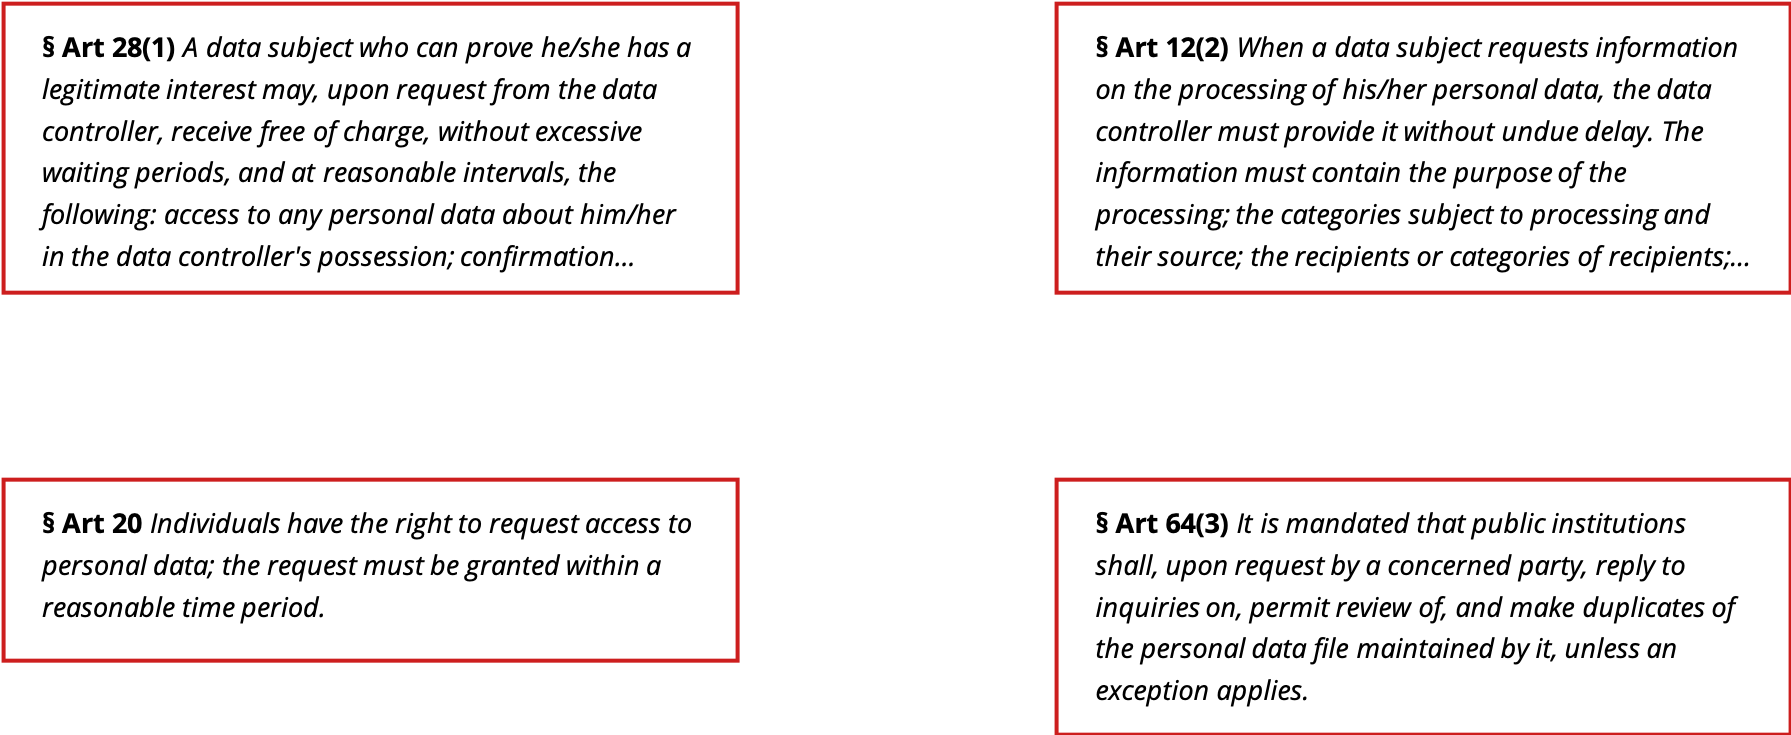 § Art 28(1) A data subject who can prove he/she has a
legitimate interest may, upon request from the data
controller, receive free of charge, without excessive
waiting periods, and at reasonable intervals, the
following: access to any personal data about him/her
in the data controller's possession; confirmation...
§ Art 12(2) When a data subject requests information
on the processing of his/her personal data, the data
controller must provide it without undue delay. The
information must contain the purpose of the
processing; the categories subject to processing and
their source; the recipients or categories of recipients;...
§ Art 20 Individuals have the right to request access to
personal data; the request must be granted within a
reasonable time period.
§ Art 64(3) It is mandated that public institutions
shall, upon request by a concerned party, reply to
inquiries on, permit review of, and make duplicates of
the personal data file maintained by it, unless an
exception applies.